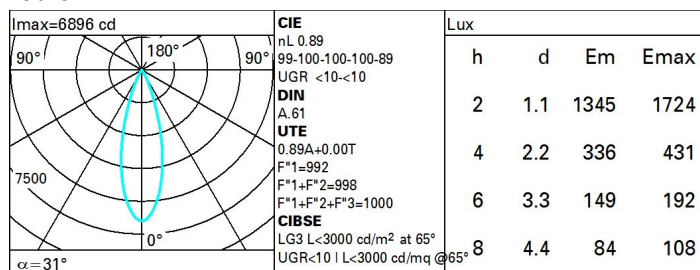 Imax=6896 cd
90°
180°
90°
7500
0°
α=31°
CIE
nL 0.89
99-100-100-100-89
UGR <10-<10
DIN
A.61
UTE
0.89A+0.00T
F"1=992
F"1+F"2=998
F"1+F"2+F"3=1000
CIBSE
LG3 L<3000 cd/m² at 65°
UGR<10 | L<3000 cd/mq @65°
Lux
h d Em Emax
2 1.1 1345 1724
4 2.2 336 431
6 3.3 149 192
8 4.4 84 108